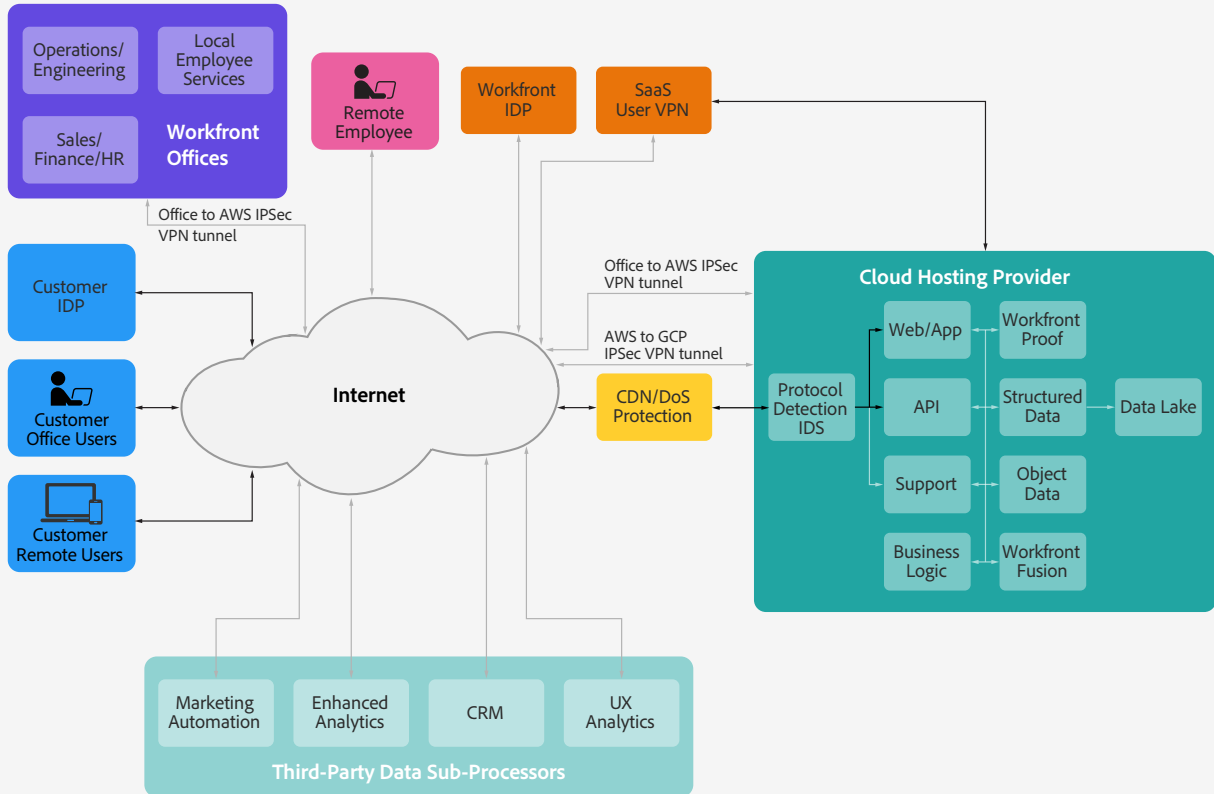 Operations/
Engineering
Local
Employee
Services
Sales/
Finance/HR
Workfront
Offices
Remote
Employee
Workfront
IDP
SaaS
User VPN
Office to AWS IPSec
VPN tunnel
Customer
IDP
Customer
Office Users
Customer
Remote Users
Internet
Office to AWS IPSec
VPN tunnel
AWS to GCP
IPSec VPN tunnel
CDN/DoS
Protection
Cloud Hosting Provider
Protocol
Detection
IDS
Web/App
Workfront
Proof
API
Structured
Data
Data Lake
Support
Object
Data
Business
Logic
Workfront
Fusion
Marketing
Automation
Enhanced
Analytics
CRM
UX
Analytics
Third-Party Data Sub-Processors